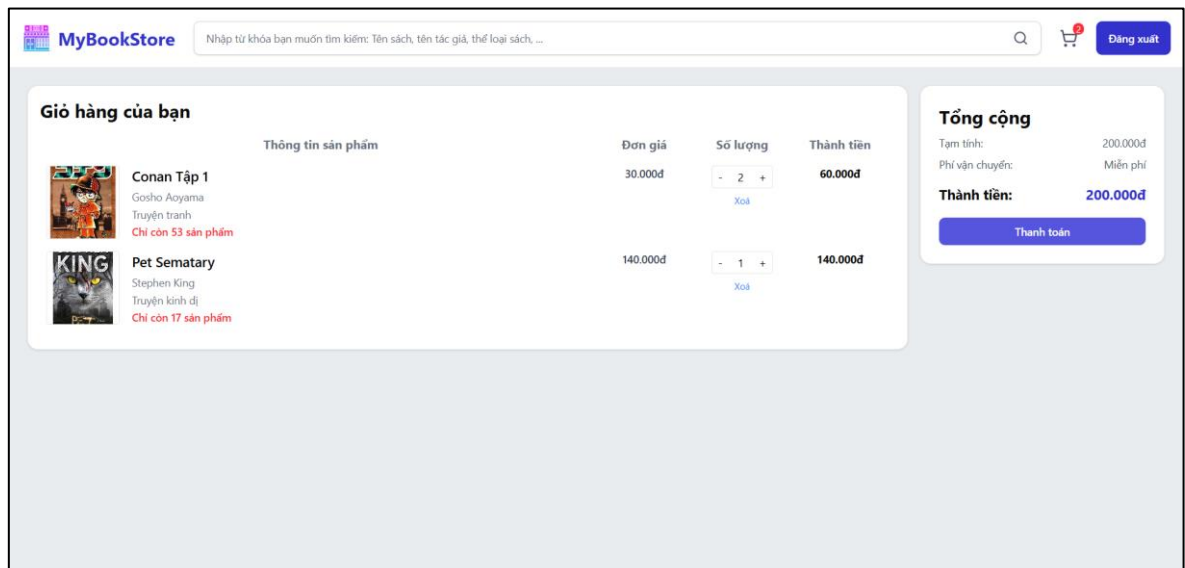 MyBookStore
Nhập từ khóa bạn muốn tìm kiếm: Tên sách, tên tác giả, thể loại sách, ...
2
Đăng xuất
Giỏ hàng của bạn
Thông tin sản phẩm Đơn giá Số lượng Thành tiền
Conan Tập 1 30.000đ - 2 + 60.000đ
Gosho Aoyama Xoá
Truyện tranh
Chỉ còn 53 sản phẩm
KING
Pet Sematary 140.000đ - 1 + 140.000đ
Stephen King Xoá
Truyện kinh dị
Chỉ còn 17 sản phẩm
Tổng cộng
Tạm tính: 200.000đ
Phí vận chuyển: Miễn phí
Thành tiền: 200.000đ
Thanh toán